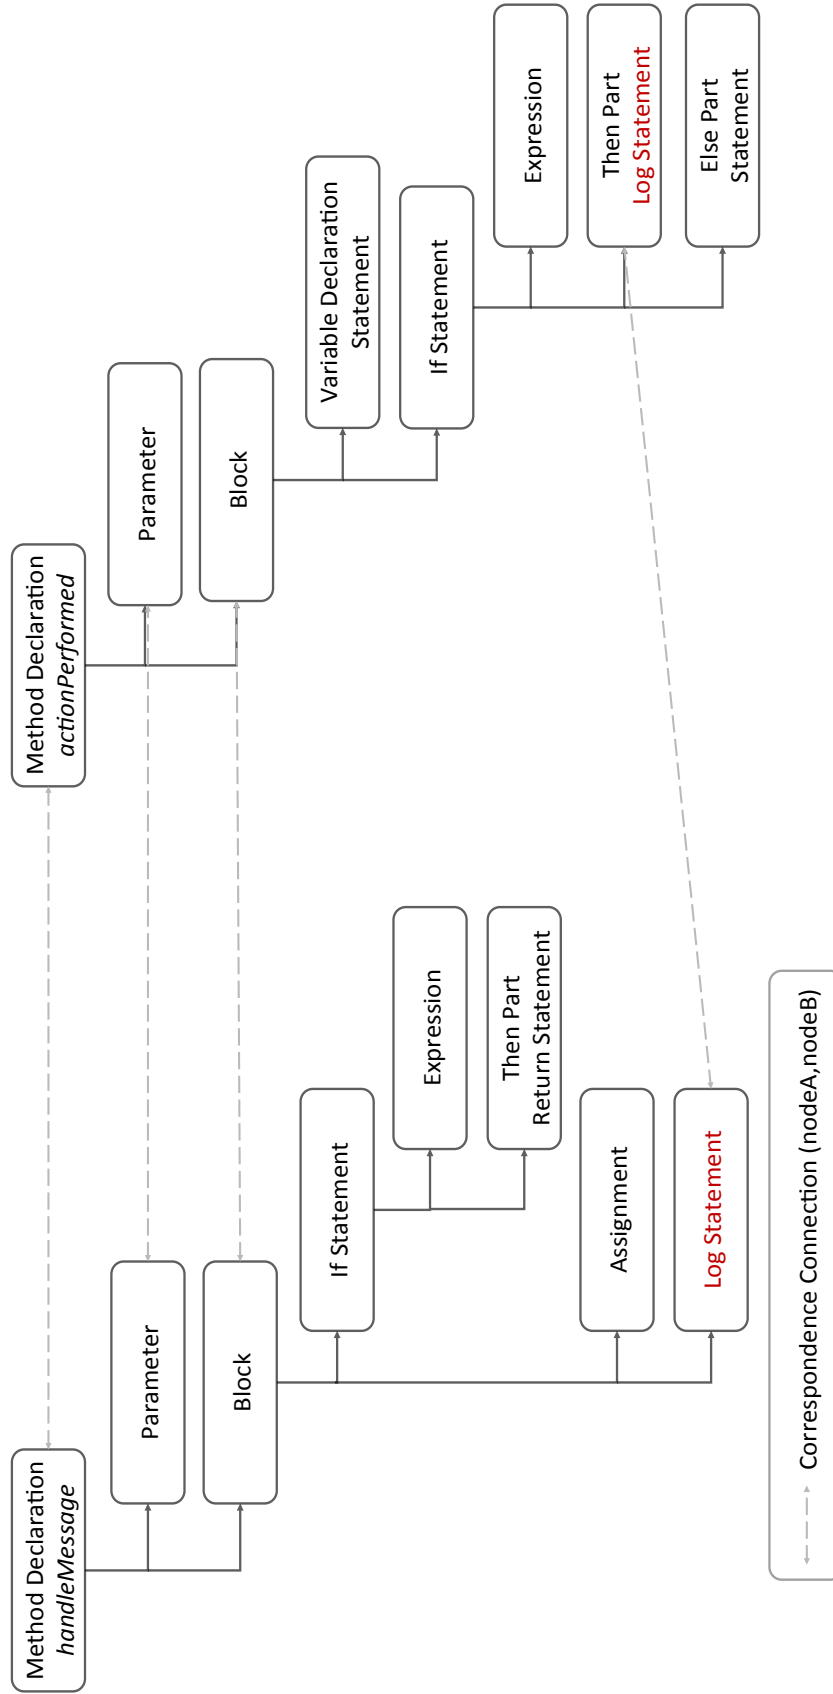 Method Declaration
handleMessage
Parameter
Block
If Statement
Expression
Then Part
Return Statement
Assignment
Log Statement
Method Declaration
actionPerformed
Parameter
Block
Variable Declaration
Statement
If Statement
Expression
Then Part
Log Statement
Else Part
Statement
Correspondence Connection (nodeA,nodeB)